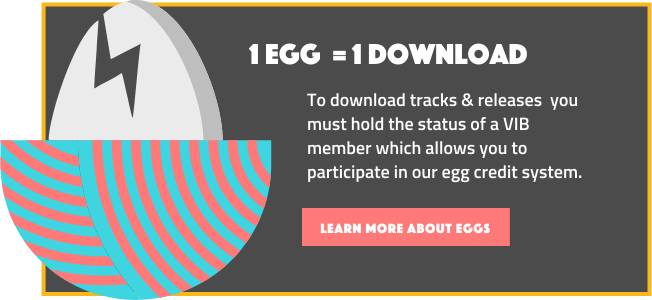 1 EGG = 1 DOWNLOAD
To download tracks & releases you
must hold the status of a VIB
member which allows you to
participate in our egg credit system.
LEARN MORE ABOUT EGGS